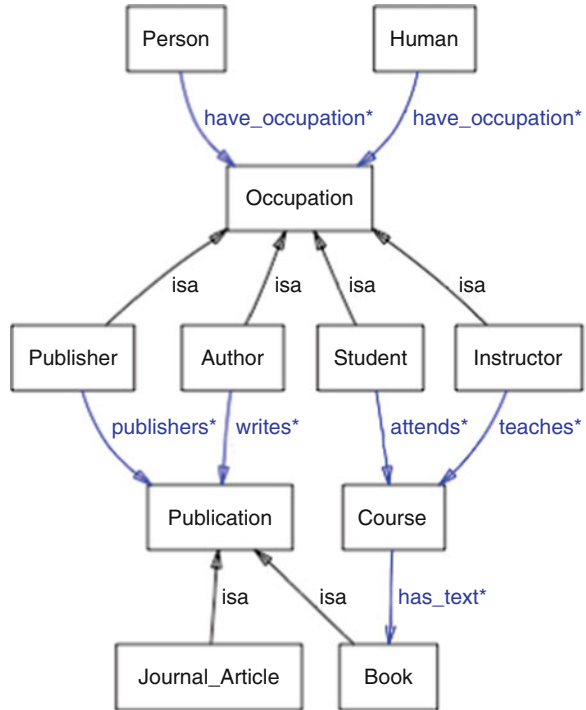 Person
Human
have_occupation*
have_occupation*
Occupation
isa
isa
isa
isa
Publisher
Author
Student
Instructor
publishers*
writes*
attends*
teaches*
Publication
Course
isa
isa
has_text*
Journal_Article
Book